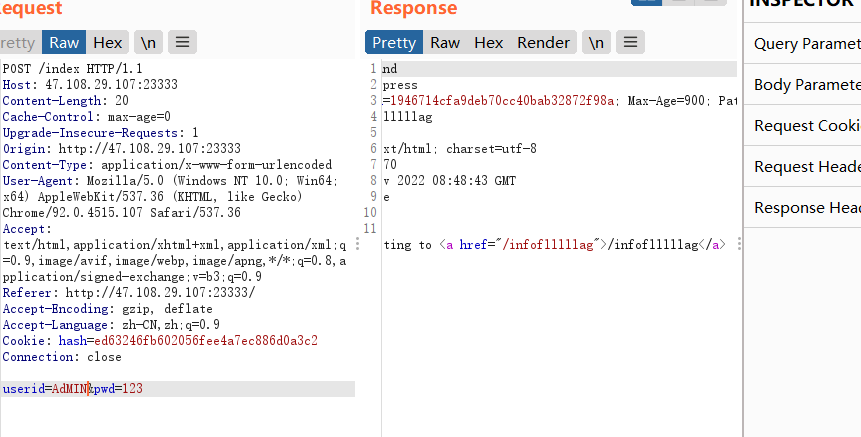 equest
Response
INSPECTOR
retty Raw Hex \n
Pretty Raw Hex Render \n
POST /index HTTP/1.1
Host: 47.108.29.107:23333
Content-Length: 20
Cache-Control: max-age=0
Upgrade-Insecure-Requests: 1
Origin: http://47.108.29.107:23333
Content-Type: application/x-www-form-urlencoded
User-Agent: Mozilla/5.0 (Windows NT 10.0; Win64;
x64) AppleWebKit/537.36 (KHTML, like Gecko)
Chrome/92.0.4515.107 Safari/537.36
Accept:
text/html,application/xhtml+xml,application/xml;q
=0.9,image/avif,image/webp,image/apng,*/*;q=0.8,a
pplication/signed-exchange;v=b3;q=0.9
Referer: http://47.108.29.107:23333/
Accept-Encoding: gzip, deflate
Accept-Language: zh-CN,zh;q=0.9
Cookie: hash=ed63246fb602056fee4a7ec886d0a3c2
Connection: close
userid=AdMIN&pwd=123
1 nd
2 press
3 =1946714cfa9deb70cc40bab32872f98a; Max-Age=900; Pat
4 llllllag
5
6 xt/html; charset=utf-8
7 70
8 v 2022 08:48:43 GMT
9 e
10
11 ting to <a href="/infoflllllag">/infoflllllag</a>
Query Paramet
Body Paramete
Request Cooki
Request Heade
Response Head